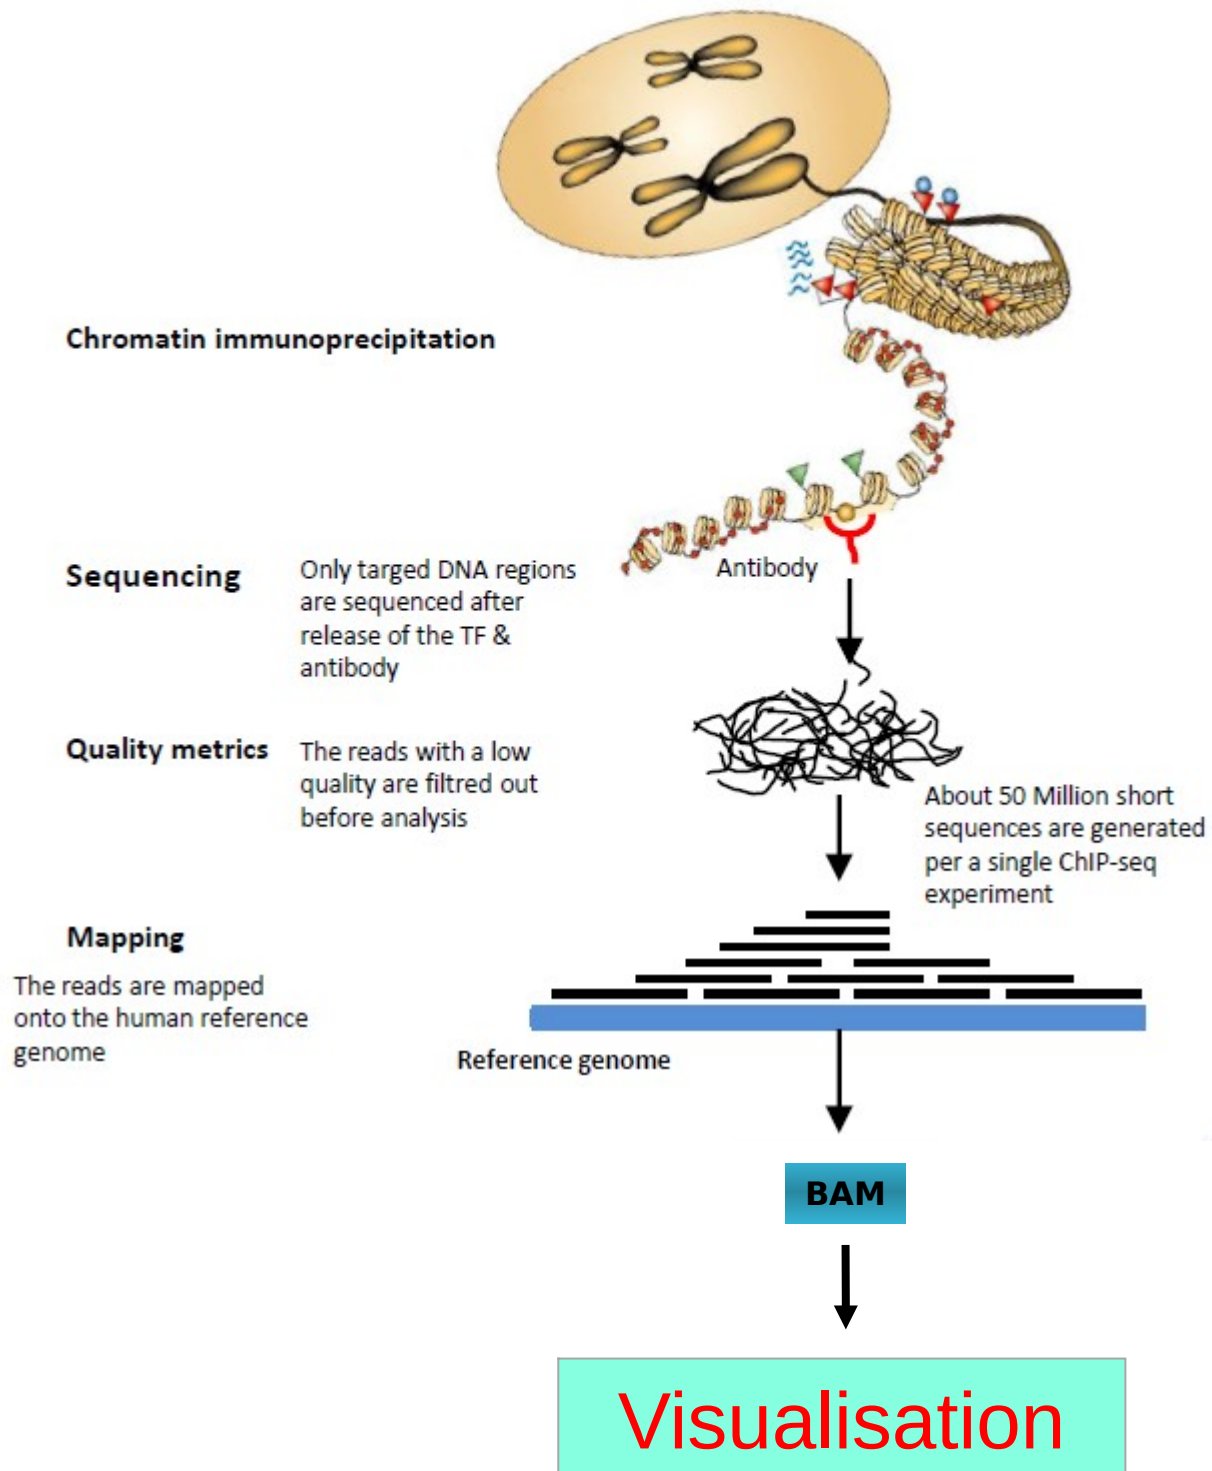 Chromatin immunoprecipitation
Sequencing
Only targed DNA regions
are sequenced after
release of the TF &
antibody
Antibody
Quality metrics
The reads with a low
quality are filtred out
before analysis
About 50 Million short
sequences are generated
per a single ChIP-seq
experiment
Mapping
The reads are mapped
onto the human reference
genome
Reference genome
BAM
Visualisation